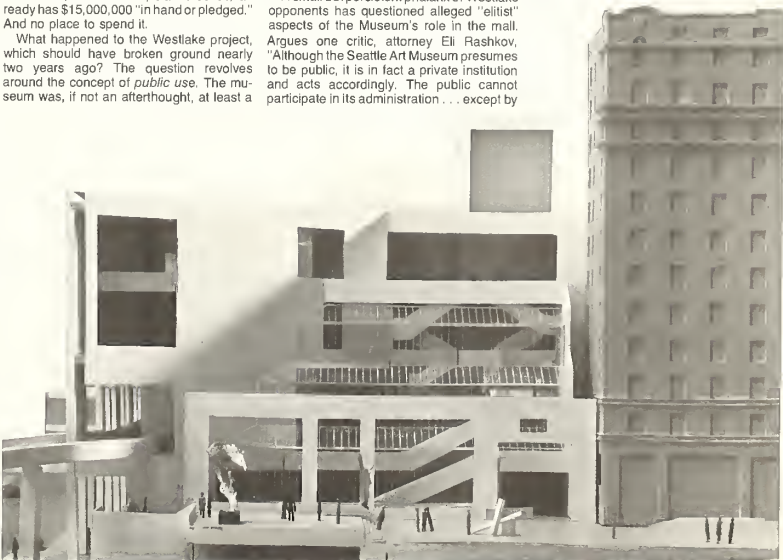 ready has $15,000,000 "in hand or pledged."
And no place to spend it.
What happened to the Westlake project,
which should have broken ground nearly
two years ago? The question revolves
around the concept of public use. The mu-
seum was, if not an afterthought, at least a
opponents has questioned alleged "elitist"
aspects of the Museum's role in the mall.
Argues one critic, attorney Eli Rashkov,
"Although the Seattle Art Museum presumes
to be public, it is in fact a private institution
and acts accordingly. The public cannot
participate in its administration . . . except by